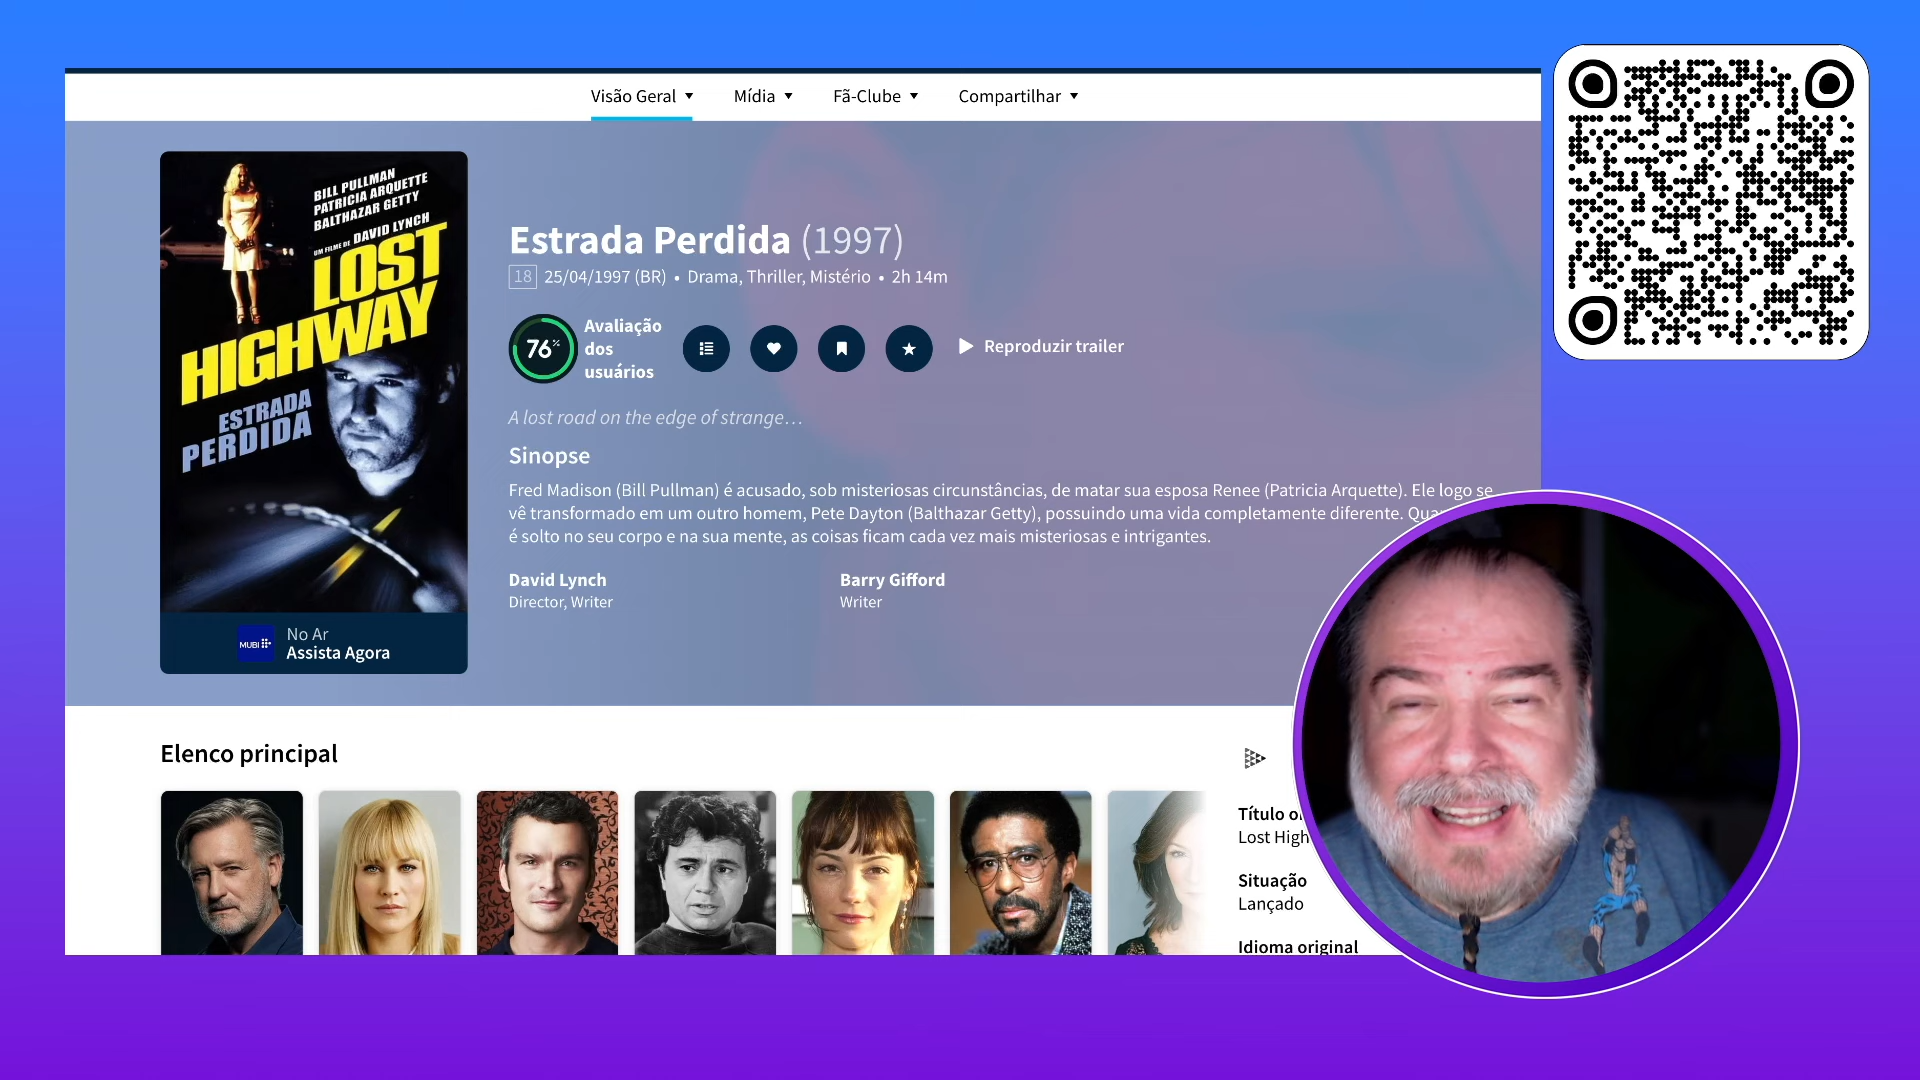 Visão Geral
Mídia
Fã-Clube
Compartilhar
BILL PULLMAN
PATRICIA ARQUETTE
BALTHAZAR GETTY
UM FILME DE DAVID LYNCH
LOST
HIGHWAY
ESTRADA
PERDIDA
MUBI
No Ar
Assista Agora
Estrada Perdida (1997)
18 25/04/1997 (BR) • Drama, Thriller, Mistério • 2h 14m
76%
Avaliação
dos
usuários
Reproduzir trailer
A lost road on the edge of strange…
Sinopse
Fred Madison (Bill Pullman) é acusado, sob misteriosas circunstâncias, de matar sua esposa Renee (Patricia Arquette). Ele logo se
vê transformado em um outro homem, Pete Dayton (Balthazar Getty), possuindo uma vida completamente diferente.
é solto no seu corpo e na sua mente, as coisas ficam cada vez mais misteriosas e intrigantes.
David Lynch
Director, Writer
Barry Gifford
Writer
Elenco principal
Título
Lost High
Situação
Lançado
Idioma original